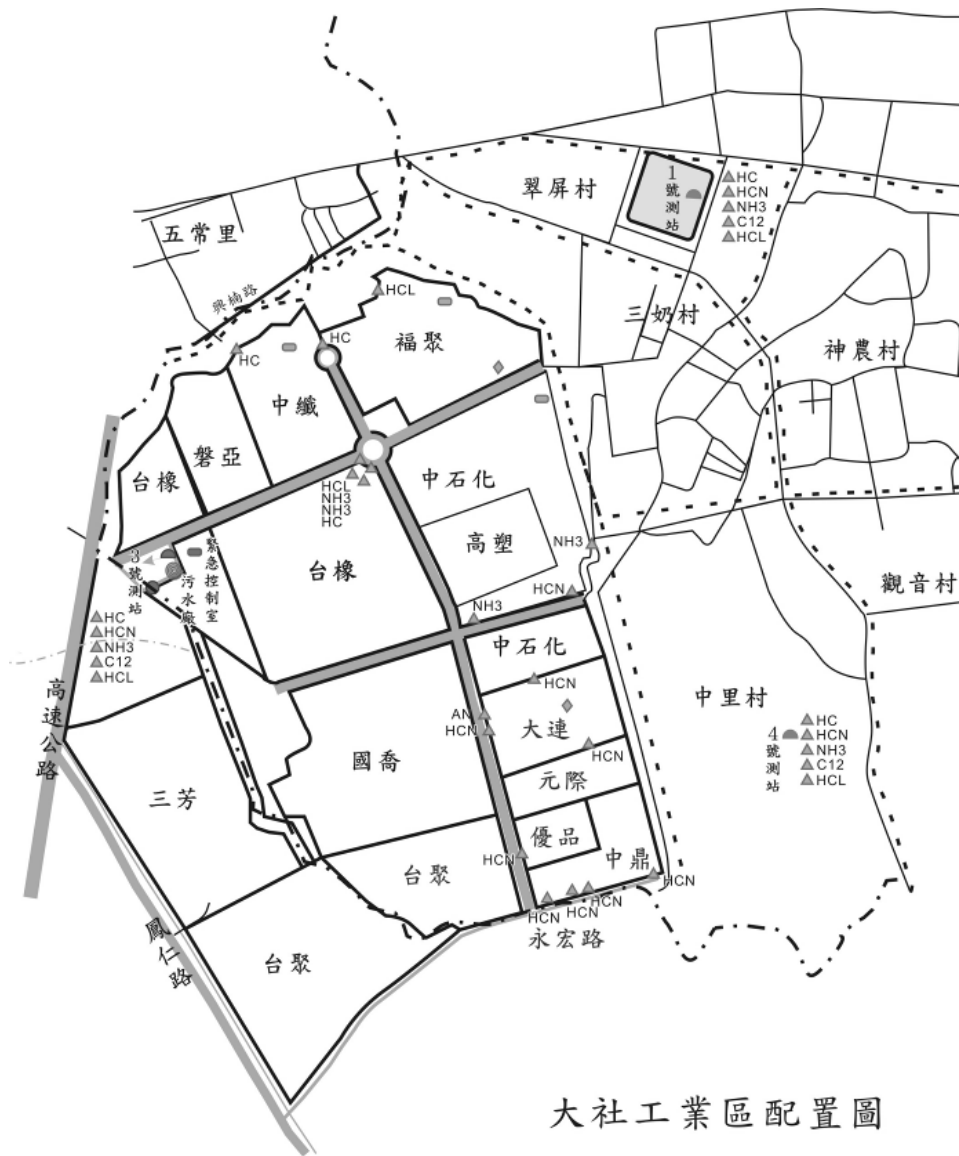 翠屏村
1號測站
HC
HCN
NH3
C12
HCL
五常里
興楠路
HCL
三奶村
神農村
HC
HC
福聚
中纖
磐亞
台橡
中石化
HCL
NH3
NH3
HC
高塑
NH3
台橡
3號測站
污水廠
緊急控制室
HCN
觀音村
NH3
HC
HCN
NH3
C12
HCL
中石化
高速公路
HCN
中里村
AN
HCN
大連
HCN
4號測站
HC
HCN
NH3
C12
HCL
國喬
元際
三芳
優品
HCN
中鼎
台聚
HCN
HCN
HCN
HCN
永宏路
鳳仁路
台聚
大社工業區配置圖